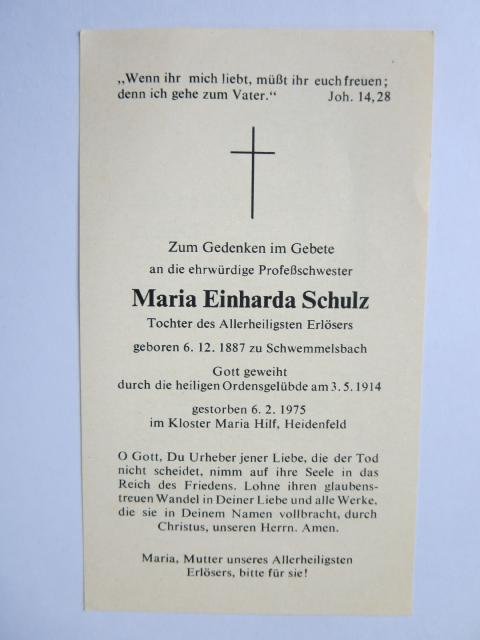 „Wenn ihr mich liebt, müßt ihr euch freuen;
denn ich gehe zum Vater.“ Joh. 14,28
Zum Gedenken im Gebete
an die ehrwürdige Profeßschwester
Maria Einharda Schulz
Tochter des Allerheiligsten Erlösers
geboren 6. 12. 1887 zu Schwemmelsbach
Gott geweiht
durch die heiligen Ordensgelübde am 3. 5. 1914
gestorben 6. 2. 1975
im Kloster Maria Hilf, Heidenfeld
O Gott, Du Urheber jener Liebe, die der Tod
nicht scheidet, nimm auf ihre Seele in das
Reich des Friedens. Lohne ihren glaubens-
treuen Wandel in Deiner Liebe und alle Werke,
die sie in Deinem Namen vollbracht, durch
Christus, unseren Herrn. Amen.
Maria, Mutter unseres Allerheiligsten
Erlösers, bitte für sie!